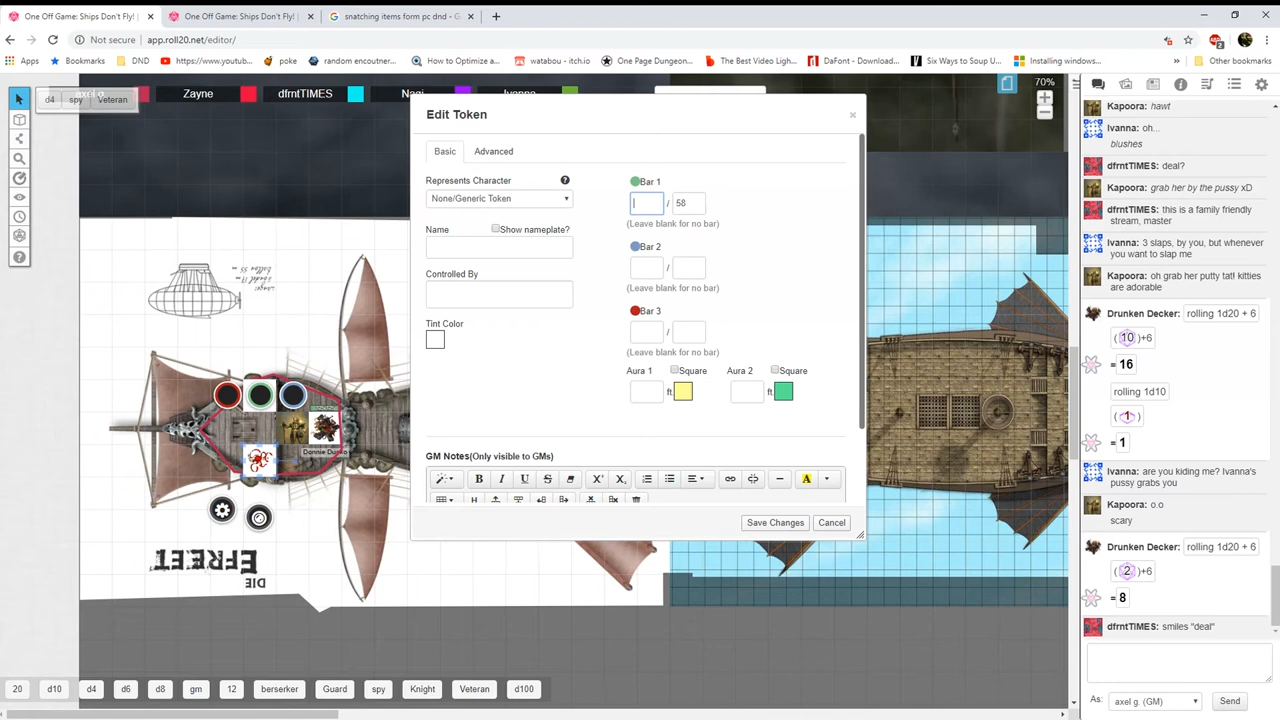 One Off Game: Ships Don't Fly! |
One Off Game: Ships Don't Fly! |
snatching items form pc dnd - G
Not secure | app.roll20.net/editor/
Apps
Bookmarks
DND
https://www.youtub...
poke
random encoutner...
How to Optimize a...
watabou - itch.io
One Page Dungeon...
The Best Video Ligh...
DaFont - Download...
Six Ways to Soup U...
Installing windows...
»
Other bookmarks
d4
spy
Veteran
Zayne
dfrntTIMES
70%
Edit Token
Basic
Advanced
Represents Character
None/Generic Token
Name
Show nameplate?
Controlled By
Tint Color
Bar 1
/ 58
(Leave blank for no bar)
Bar 2
/
(Leave blank for no bar)
Bar 3
/
(Leave blank for no bar)
Aura 1
Square
Aura 2
Square
ft.
ft.
GM Notes(Only visible to GMs)
B I U S
Save Changes
Cancel
EFREET
DIE
Kapoora: hawt
Ivanna: oh...
blushes
dfrntTIMES: deal?
Kapoora: grab her by the pussy xD
dfrntTIMES: this is a family friendly
stream, master
Ivanna: 3 slaps, by you, but whenever
you want to slap me
Kapoora: oh grab her putty tat! kitties
are adorable
Drunken Decker: rolling 1d20 + 6
(10)+6
= 16
rolling 1d10
( 1 )
= 1
Ivanna: are you kiding me? Ivanna's
pussy grabs you
Kapoora: o.o
scary
Drunken Decker: rolling 1d20 + 6
(2)+6
= 8
dfrntTIMES: smiles "deal"
20
d10
d4
d6
d8
gm
12
berserker
Guard
spy
Knight
Veteran
d100
As:
axel g. (GM)
Send